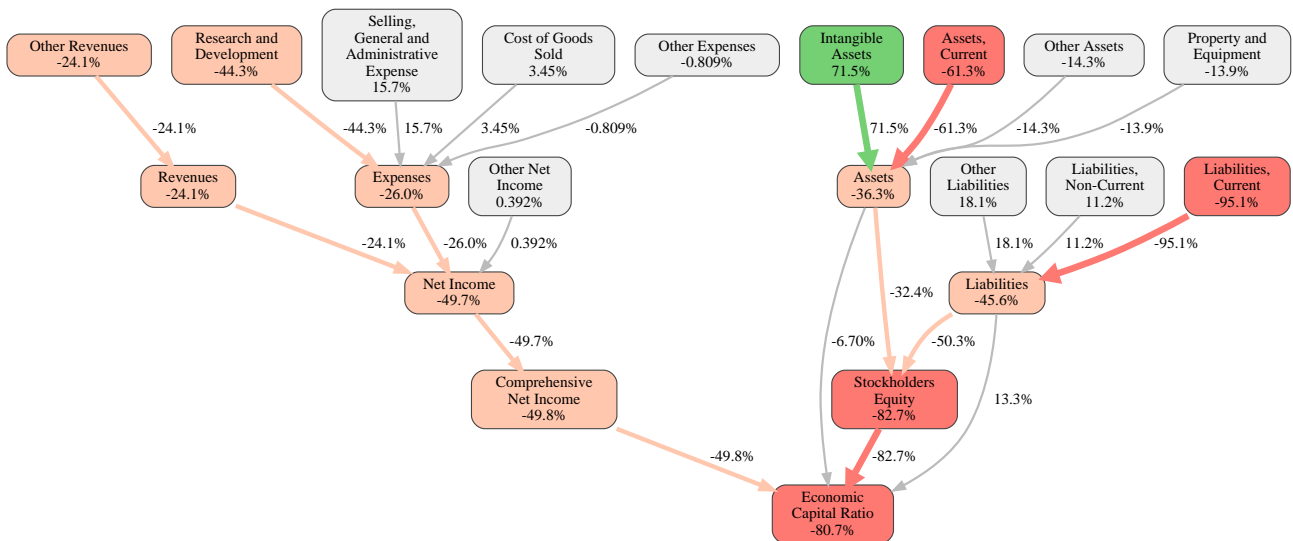 Other Revenues
-24.1%
Research and
Development
-44.3%
Selling,
General and
Administrative
Expense
15.7%
Cost of Goods
Sold
3.45%
Other Expenses
-0.809%
Intangible
Assets
71.5%
Assets,
Current
-61.3%
Other Assets
-14.3%
Property and
Equipment
-13.9%
-24.1%
-44.3%
15.7%
3.45%
-0.809%
71.5%
-61.3%
-14.3%
-13.9%
Revenues
-24.1%
Expenses
-26.0%
Other Net
Income
0.392%
Assets
-36.3%
Other
Liabilities
18.1%
Liabilities,
Non-Current
11.2%
Liabilities,
Current
-95.1%
-24.1%
-26.0%
0.392%
18.1%
11.2%
-95.1%
Net Income
-49.7%
-32.4%
Liabilities
-45.6%
-49.7%
-6.70%
-50.3%
Comprehensive
Net Income
-49.8%
Stockholders
Equity
-82.7%
13.3%
-49.8%
-82.7%
Economic
Capital Ratio
-80.7%